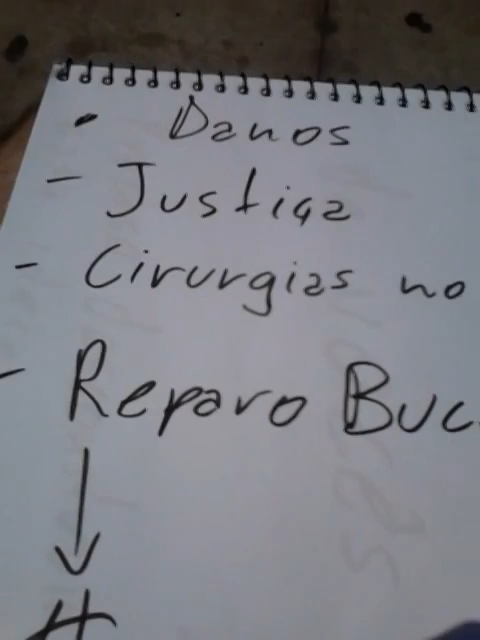 • Danos
- Justiça
- Cirurgias no
- Reparo Buc